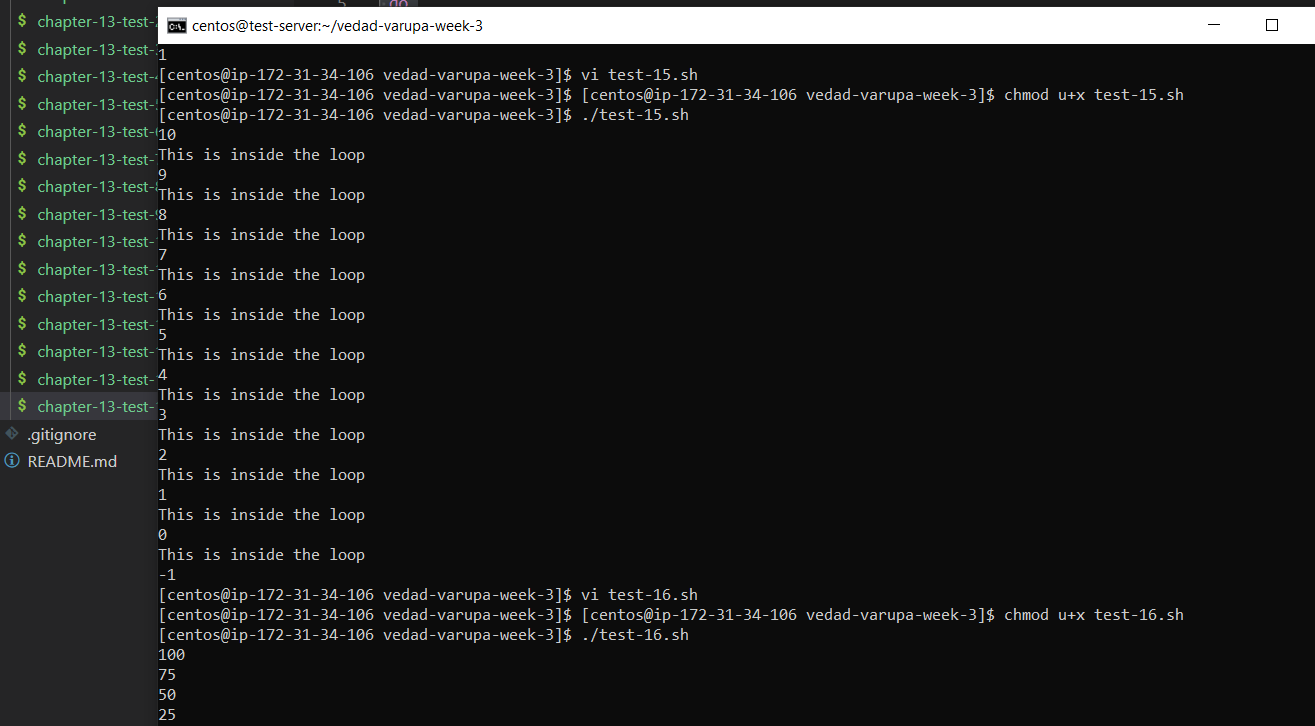 chapter-13-test-
$ chapter-13-test-
$ chapter-13-test-
$ chapter-13-test-
$ chapter-13-test-
$ chapter-13-test-
$ chapter-13-test-
$ chapter-13-test-
$ chapter-13-test-
$ chapter-13-test-
$ chapter-13-test-
$ chapter-13-test-
$ chapter-13-test-
$ chapter-13-test-
$ chapter-13-test-
.gitignore
README.md
5 do
centos@test-server:~/vedad-varupa-week-3
1
[centos@ip-172-31-34-106 vedad-varupa-week-3]$ vi test-15.sh
[centos@ip-172-31-34-106 vedad-varupa-week-3]$ [centos@ip-172-31-34-106 vedad-varupa-week-3]$ chmod u+x test-15.sh
[centos@ip-172-31-34-106 vedad-varupa-week-3]$ ./test-15.sh
10
This is inside the loop
9
This is inside the loop
8
This is inside the loop
7
This is inside the loop
6
This is inside the loop
5
This is inside the loop
4
This is inside the loop
3
This is inside the loop
2
This is inside the loop
1
This is inside the loop
0
This is inside the loop
-1
[centos@ip-172-31-34-106 vedad-varupa-week-3]$ vi test-16.sh
[centos@ip-172-31-34-106 vedad-varupa-week-3]$ [centos@ip-172-31-34-106 vedad-varupa-week-3]$ chmod u+x test-16.sh
[centos@ip-172-31-34-106 vedad-varupa-week-3]$ ./test-16.sh
100
75
50
25